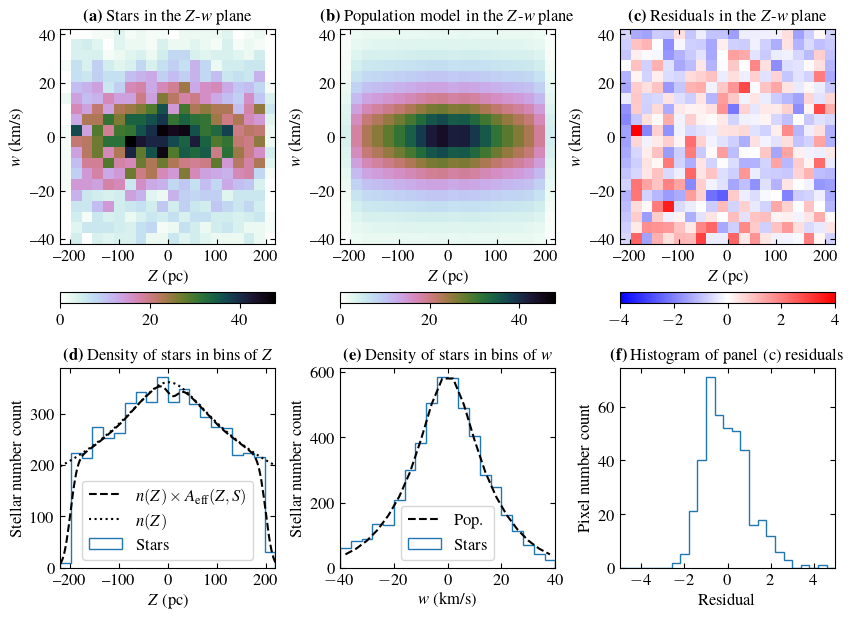 (a) Stars in the Z-w plane
(b) Population model in the Z-w plane
(c) Residuals in the Z-w plane
40
20
0
−20
−40
w (km/s)
−200 −100 0 100 200
Z (pc)
0 20 40
40
20
0
−20
−40
w (km/s)
−200 −100 0 100 200
Z (pc)
0 20 40
40
20
0
−20
−40
w (km/s)
−200 −100 0 100 200
Z (pc)
−4 −2 0 2 4
(d) Density of stars in bins of Z
(e) Density of stars in bins of w
(f) Histogram of panel (c) residuals
300
200
100
0
Stellar number count
n(Z) × A_eff(Z, S)
n(Z)
Stars
−200 −120 −40 0 40 120 200
Z (pc)
600
400
200
0
Stellar number count
Pop.
Stars
−40 −20 0 20 40
w (km/s)
60
40
20
0
Pixel number count
−4 −2 0 2 4
Residual